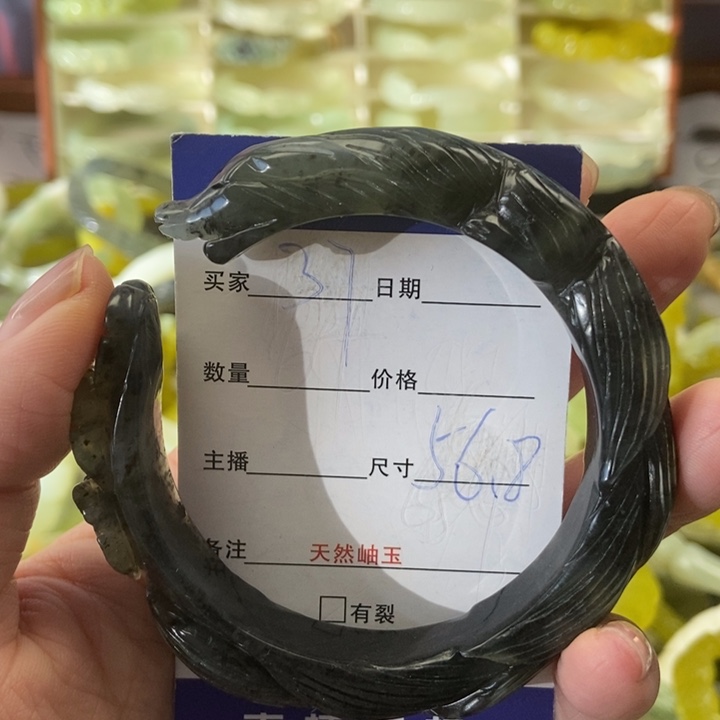 买家 37 日期
数量 价格
主播 尺寸 56.8
备注 天然岫玉
□有裂